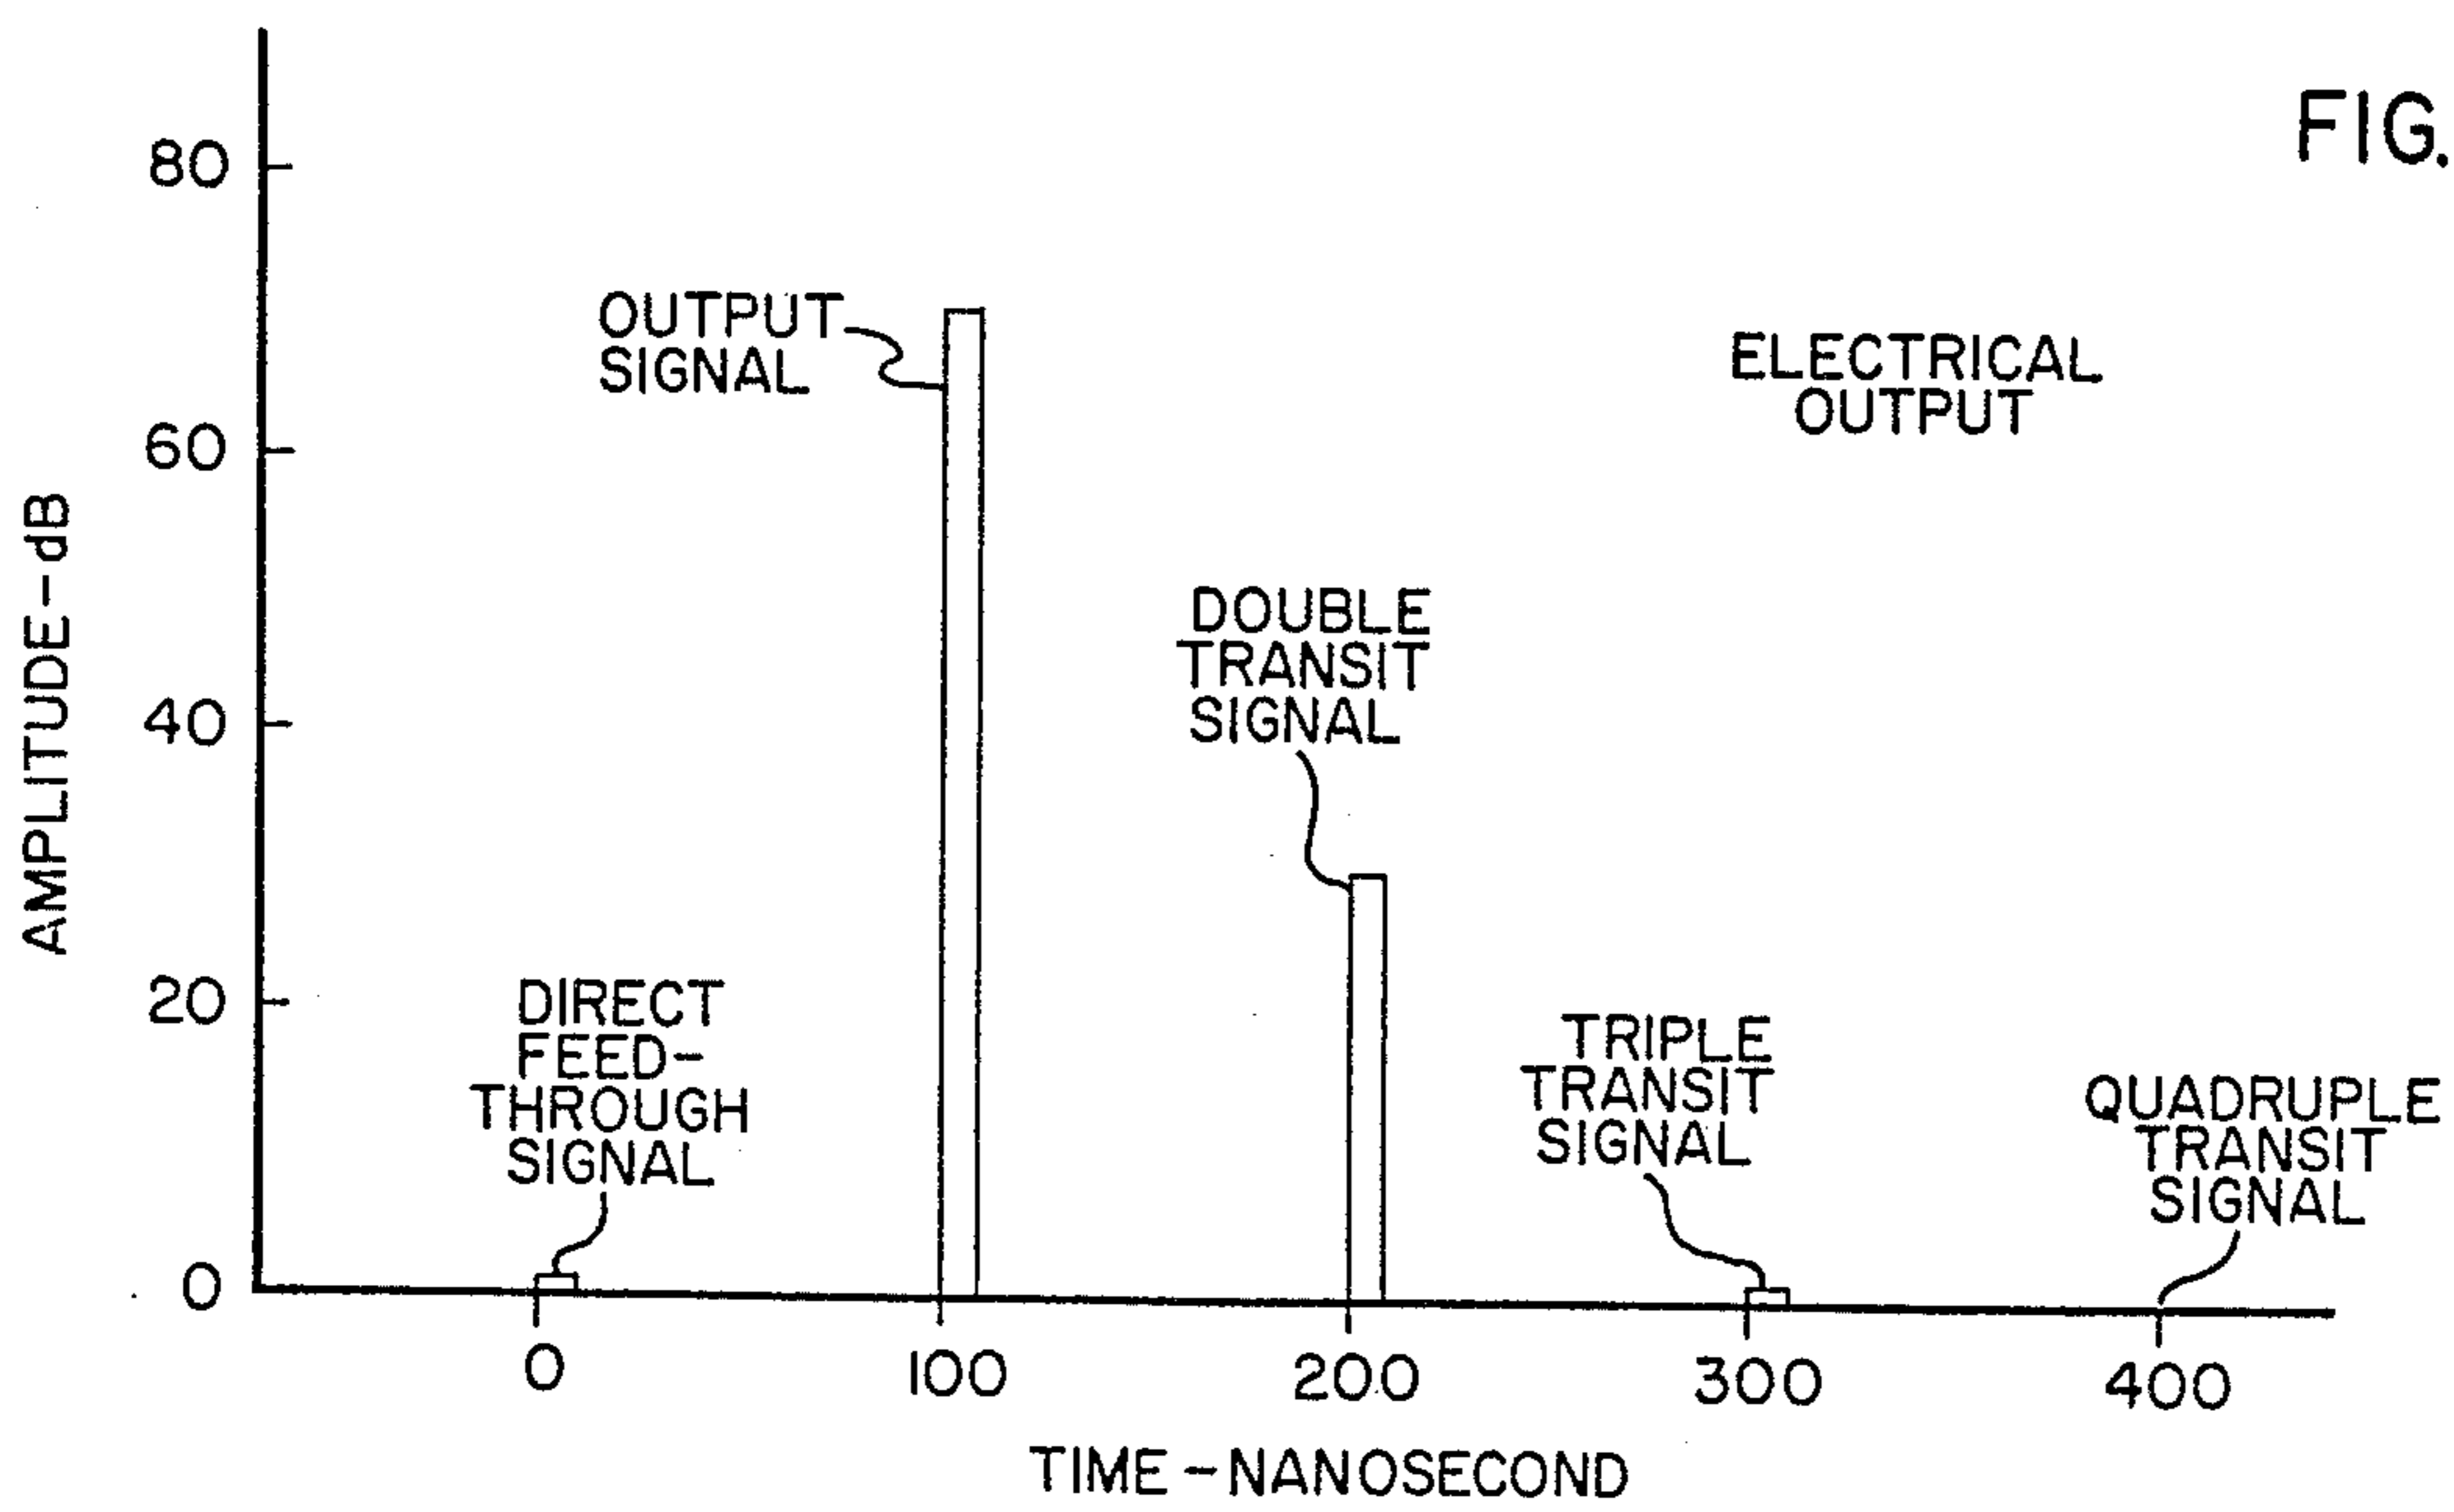 FIG.
80
60
40
20
0
AMPLITUDE-dB
OUTPUT
SIGNAL
ELECTRICAL
OUTPUT
DOUBLE
TRANSIT
SIGNAL
DIRECT
FEED-
THROUGH
SIGNAL
TRIPLE
TRANSIT
SIGNAL
QUADRUPLE
TRANSIT
SIGNAL
0
100
200
300
400
TIME-NANOSECOND